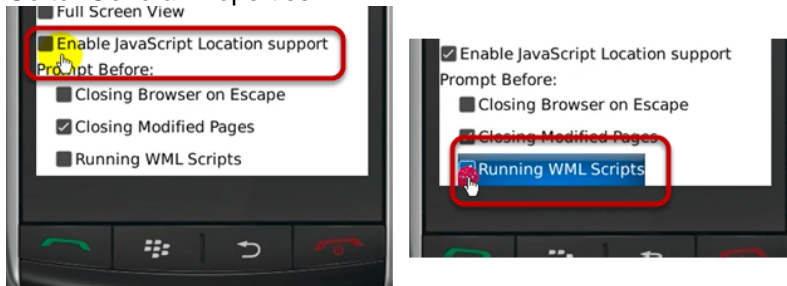 Full Screen View
Enable JavaScript Location support
Prompt Before:
Closing Browser on Escape
Closing Modified Pages
Running WML Scripts
Enable JavaScript Location support
Prompt Before:
Closing Browser on Escape
Closing Modified Pages
Running WML Scripts